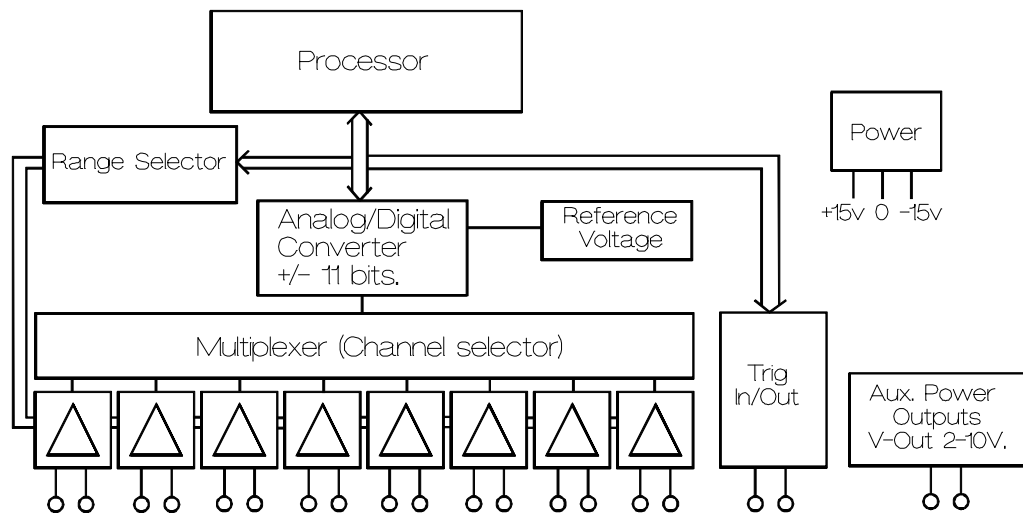 Processor
Range Selector
Power
+15v 0 -15v
Analog/Digital
Converter
+/- 11 bits.
Reference
Voltage
Multiplexer (Channel selector)
Trig
In/Out
Aux. Power
Outputs
V-Out 2-10V.